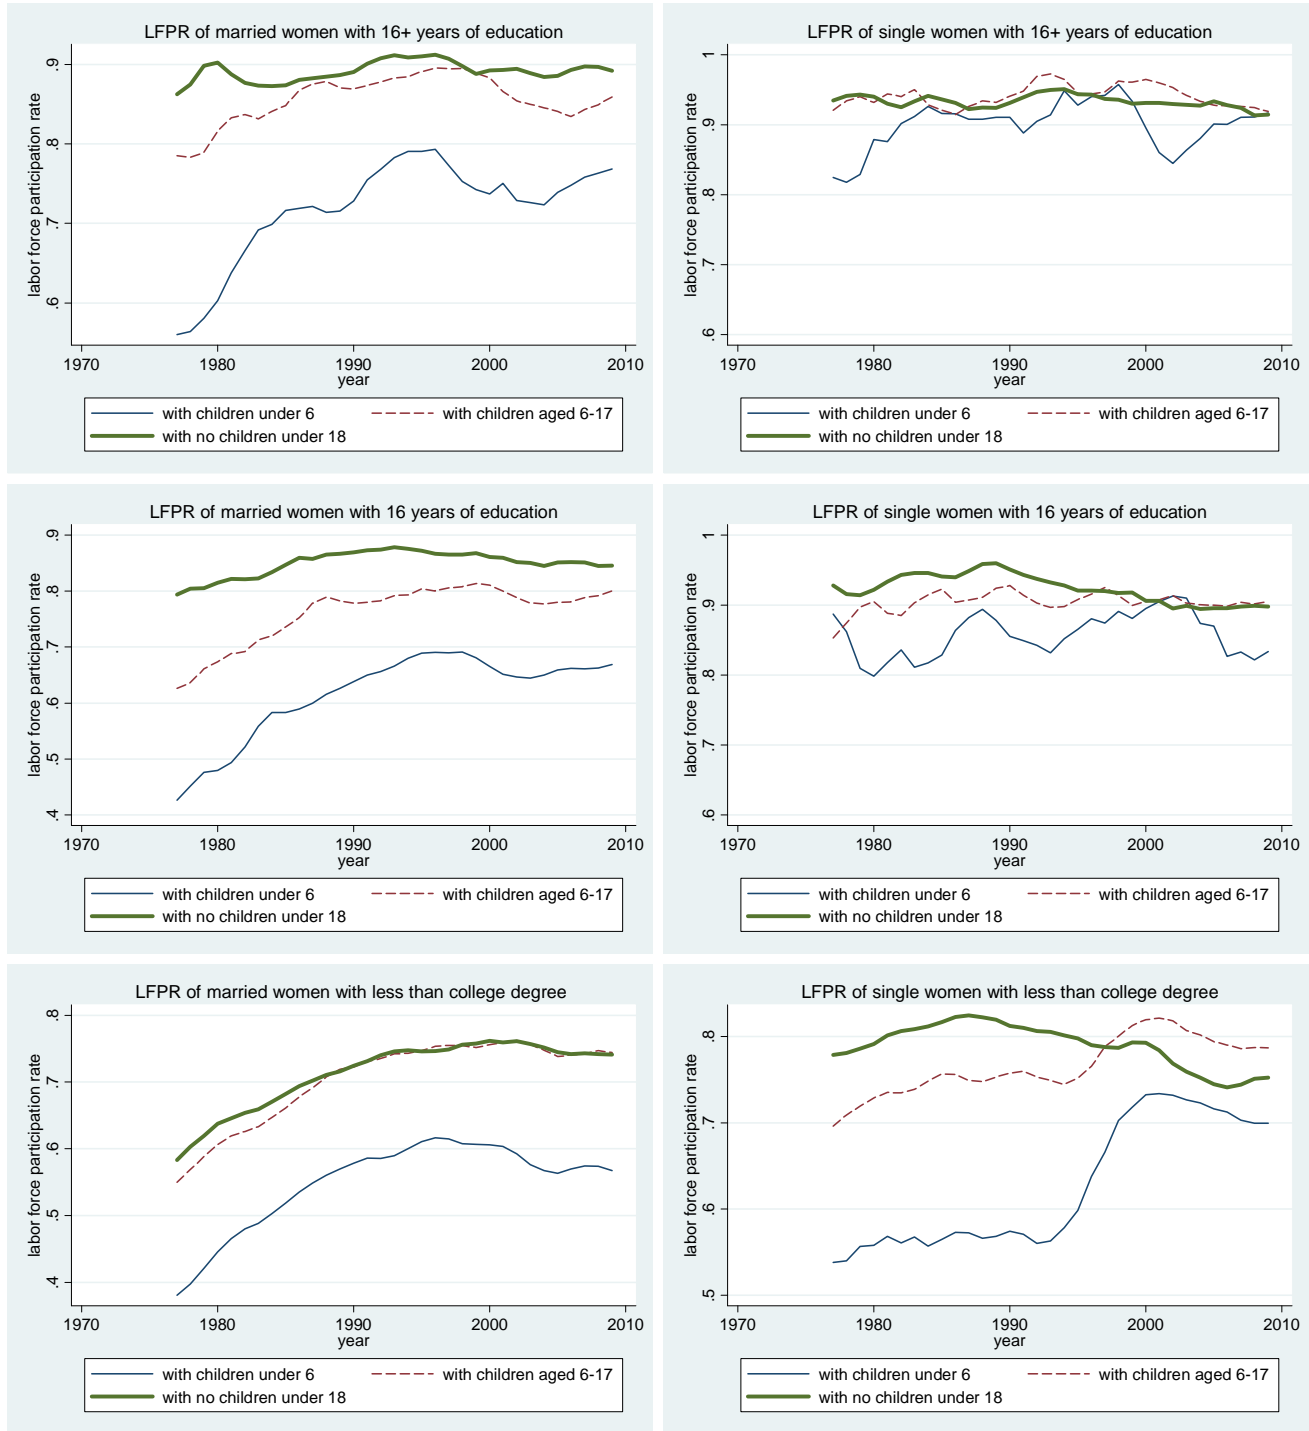 LFPR of married women with 16+ years of education
labor force participation rate
.9
.8
.7
.6
1970 1980 1990 2000 2010
year
with children under 6 with children aged 6-17
with no children under 18
LFPR of single women with 16+ years of education
labor force participation rate
1
.9
.8
.7
.6
1970 1980 1990 2000 2010
year
with children under 6 with children aged 6-17
with no children under 18
LFPR of married women with 16 years of education
labor force participation rate
.9
.8
.7
.6
.5
.4
1970 1980 1990 2000 2010
year
with children under 6 with children aged 6-17
with no children under 18
LFPR of single women with 16 years of education
labor force participation rate
1
.9
.8
.7
.6
1970 1980 1990 2000 2010
year
with children under 6 with children aged 6-17
with no children under 18
LFPR of married women with less than college degree
labor force participation rate
.8
.7
.6
.5
.4
1970 1980 1990 2000 2010
year
with children under 6 with children aged 6-17
with no children under 18
LFPR of single women with less than college degree
labor force participation rate
.8
.7
.6
.5
1970 1980 1990 2000 2010
year
with children under 6 with children aged 6-17
with no children under 18